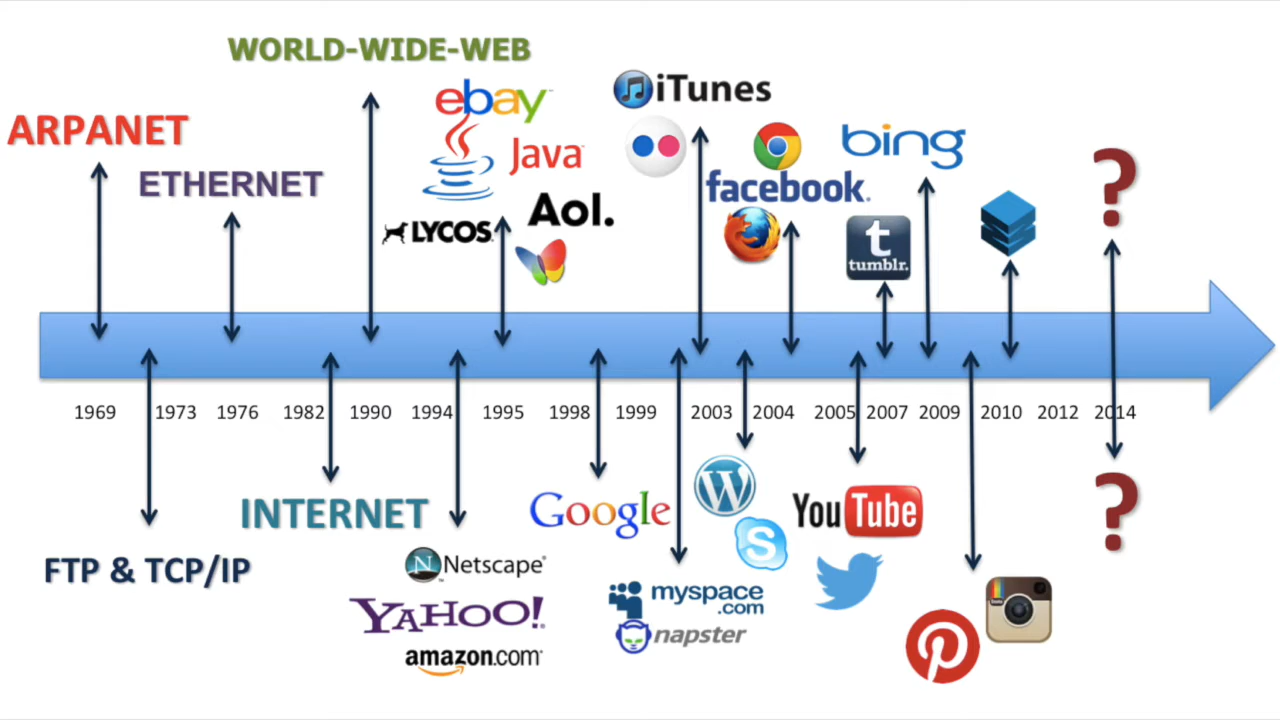 WORLD-WIDE-WEB
ebay
iTunes
ARPANET
Java
bing
?
ETHERNET
facebook.
Aol.
LYCOS
t
tumblr.
1969 1973 1976 1982 1990 1994 1995 1998 1999 2003 2004 2005 2007 2009 2010 2012 2014
INTERNET
Google
W
YouTube
?
FTP & TCP/IP
N Netscape®
S
YAHOO!
myspace
.com
napster
amazon.com
P